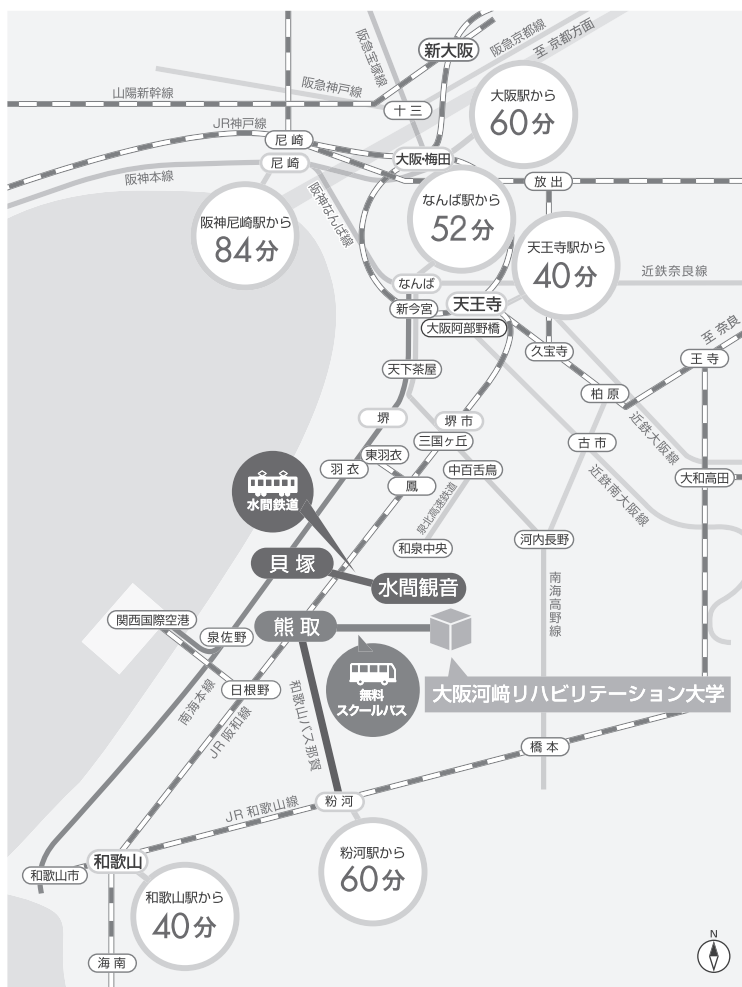 阪急宝塚線
新大阪
阪急京都線
至 京都方面
阪急神戸線
山陽新幹線
十三
大阪駅から
60分
JR神戸線
尼崎
尼崎
大阪・梅田
阪神本線
放出
阪神なんば線
阪神尼崎駅から
84分
なんば駅から
52分
天王寺駅から
40分
なんば
近鉄奈良線
新今宮
天王寺
大阪阿部野橋
至 奈良
久宝寺
王寺
天下茶屋
柏原
堺
堺市
近鉄大阪線
三国ヶ丘
古市
東羽衣
羽衣
中百舌鳥
近鉄南大阪線
大和高田
鳳
水間鉄道
泉北高速鉄道
和泉中央
河内長野
貝塚
水間観音
南海高野線
関西国際空港
泉佐野
熊取
無料
スクールバス
大阪河﨑リハビリテーション大学
日根野
南海本線
JR阪和線
和歌山バス那賀
橋本
粉河
JR和歌山線
和歌山
和歌山市
粉河駅から
60分
和歌山駅から
40分
海南
N